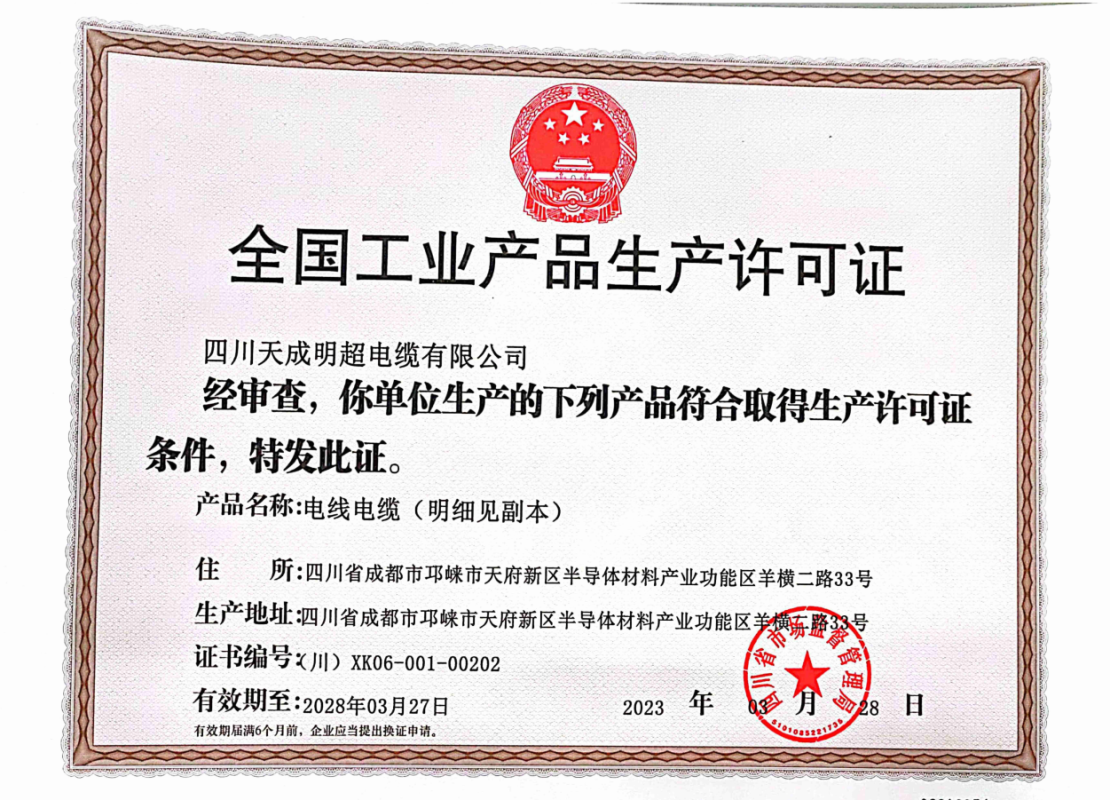 全国工业产品生产许可证
四川天成明超电缆有限公司
经审查，你单位生产的下列产品符合取得生产许可证
条件，特发此证。
产品名称:电线电缆（明细见副本）
住 所:四川省成都市邛崃市天府新区半导体材料产业功能区羊横二路33号
生产地址:四川省成都市邛崃市天府新区半导体材料产业功能区羊横二路33号
证书编号:（川）XK06-001-00202
有效期至:2028年03月27日
2023 年 03 月 28 日
有效期届满6个月前，企业应当提出换证申请。
四川省市场监督管理局
5101085221735